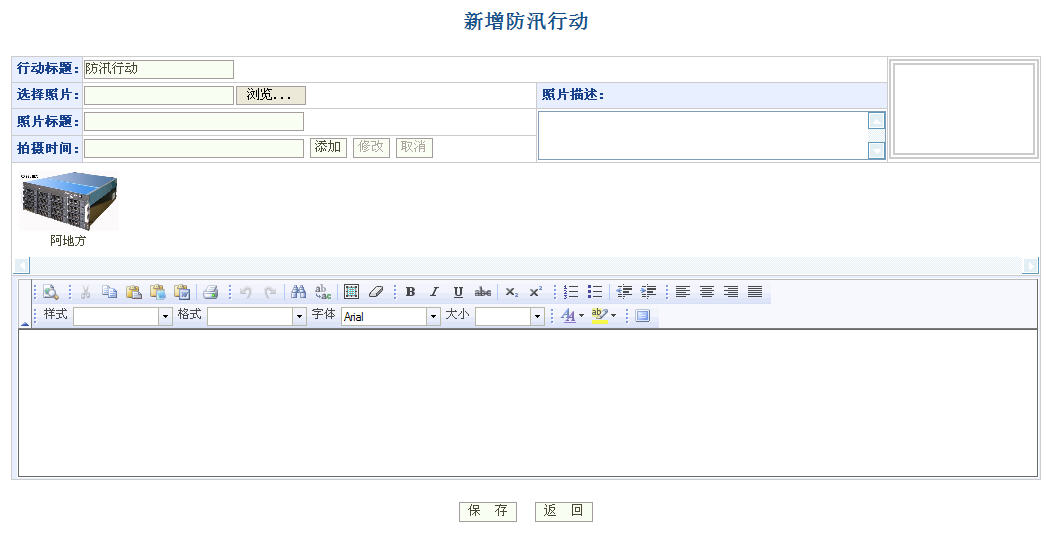 新增防汛行动
行动标题： 防汛行动
选择照片： 浏览... 照片描述：
照片标题：
拍摄时间： 添加 修改 取消
阿地方
B I U abc x₂ x²
样式 格式 字体 Arial 大小
保 存 返 回